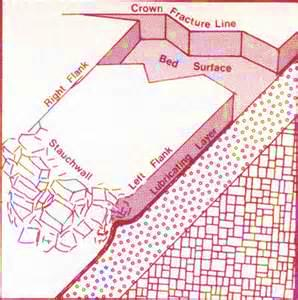 Crown Fracture Line
Bed Surface
Right Flank
Stauchwall
Left Flank
Lubricating Layer